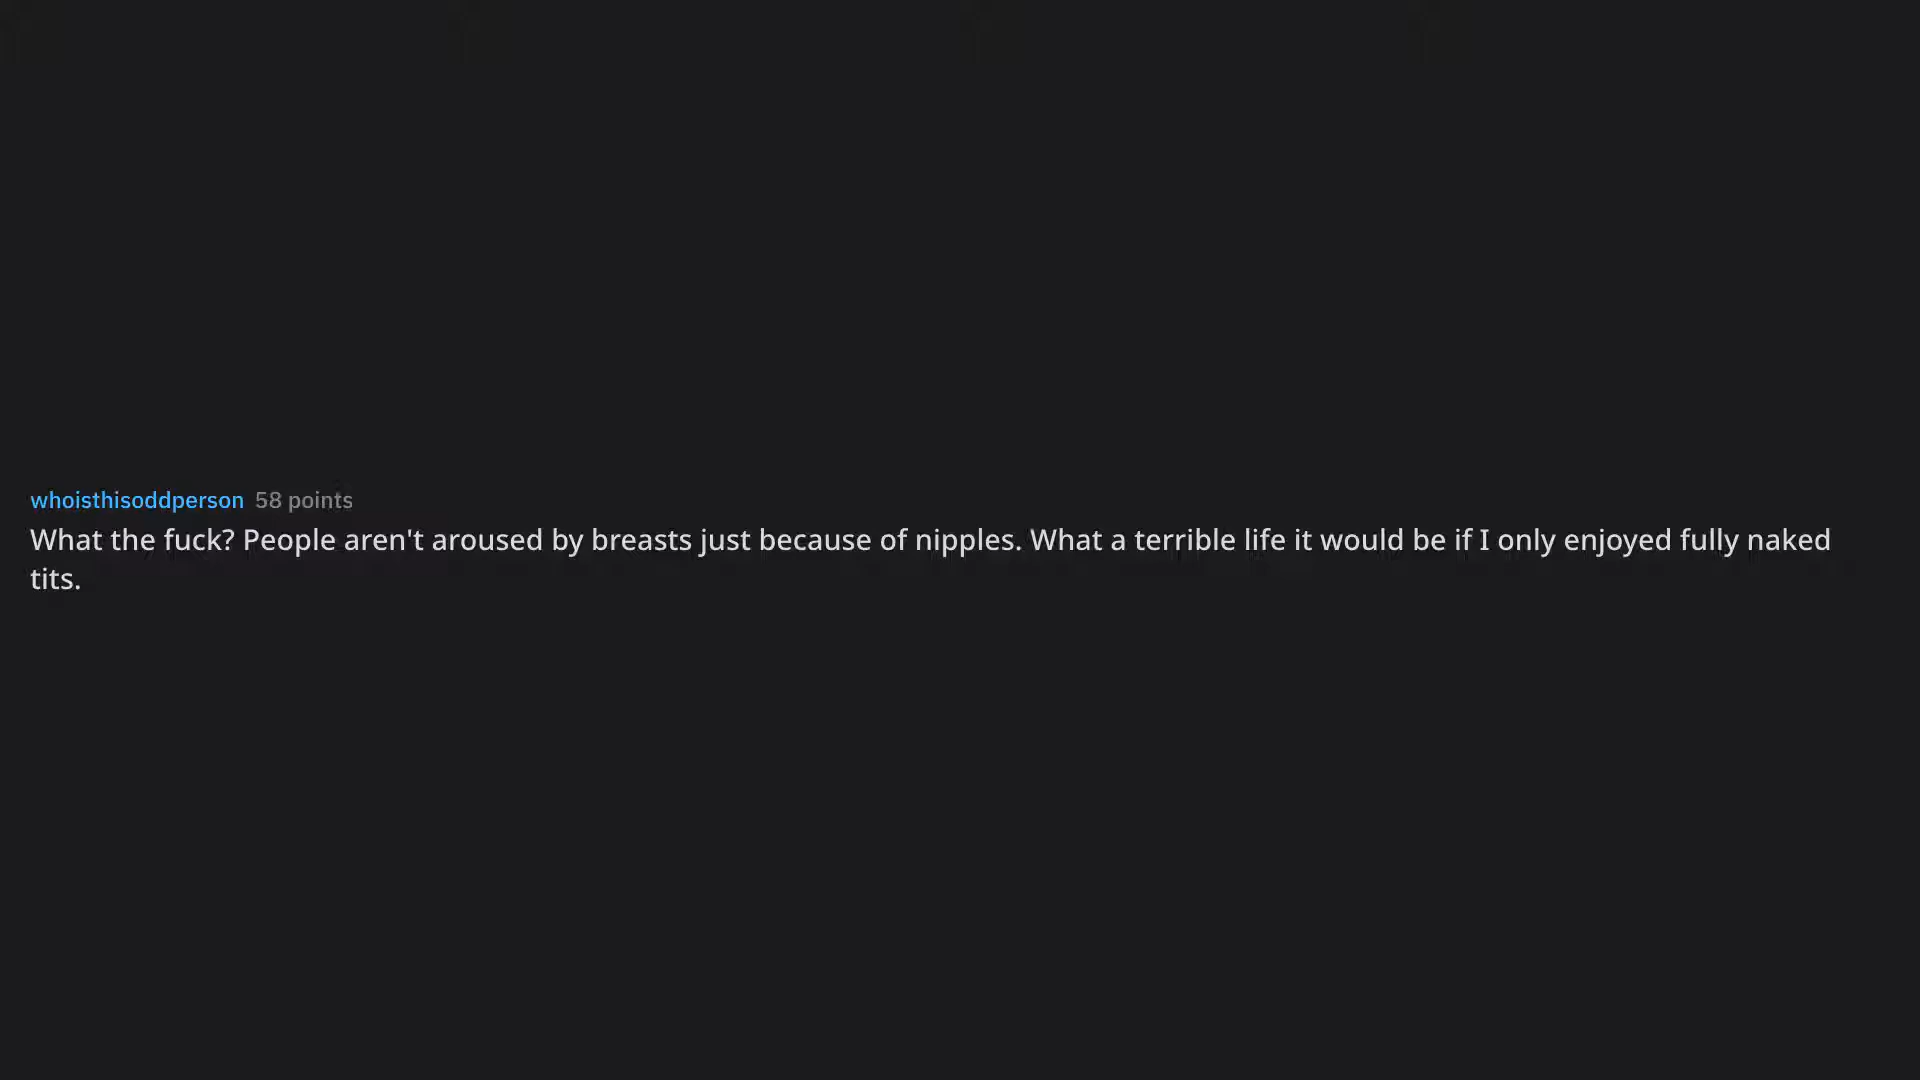 whoisthisoddperson 58 points
What the fuck? People aren't aroused by breasts just because of nipples. What a terrible life it would be if I only enjoyed fully naked
tits.